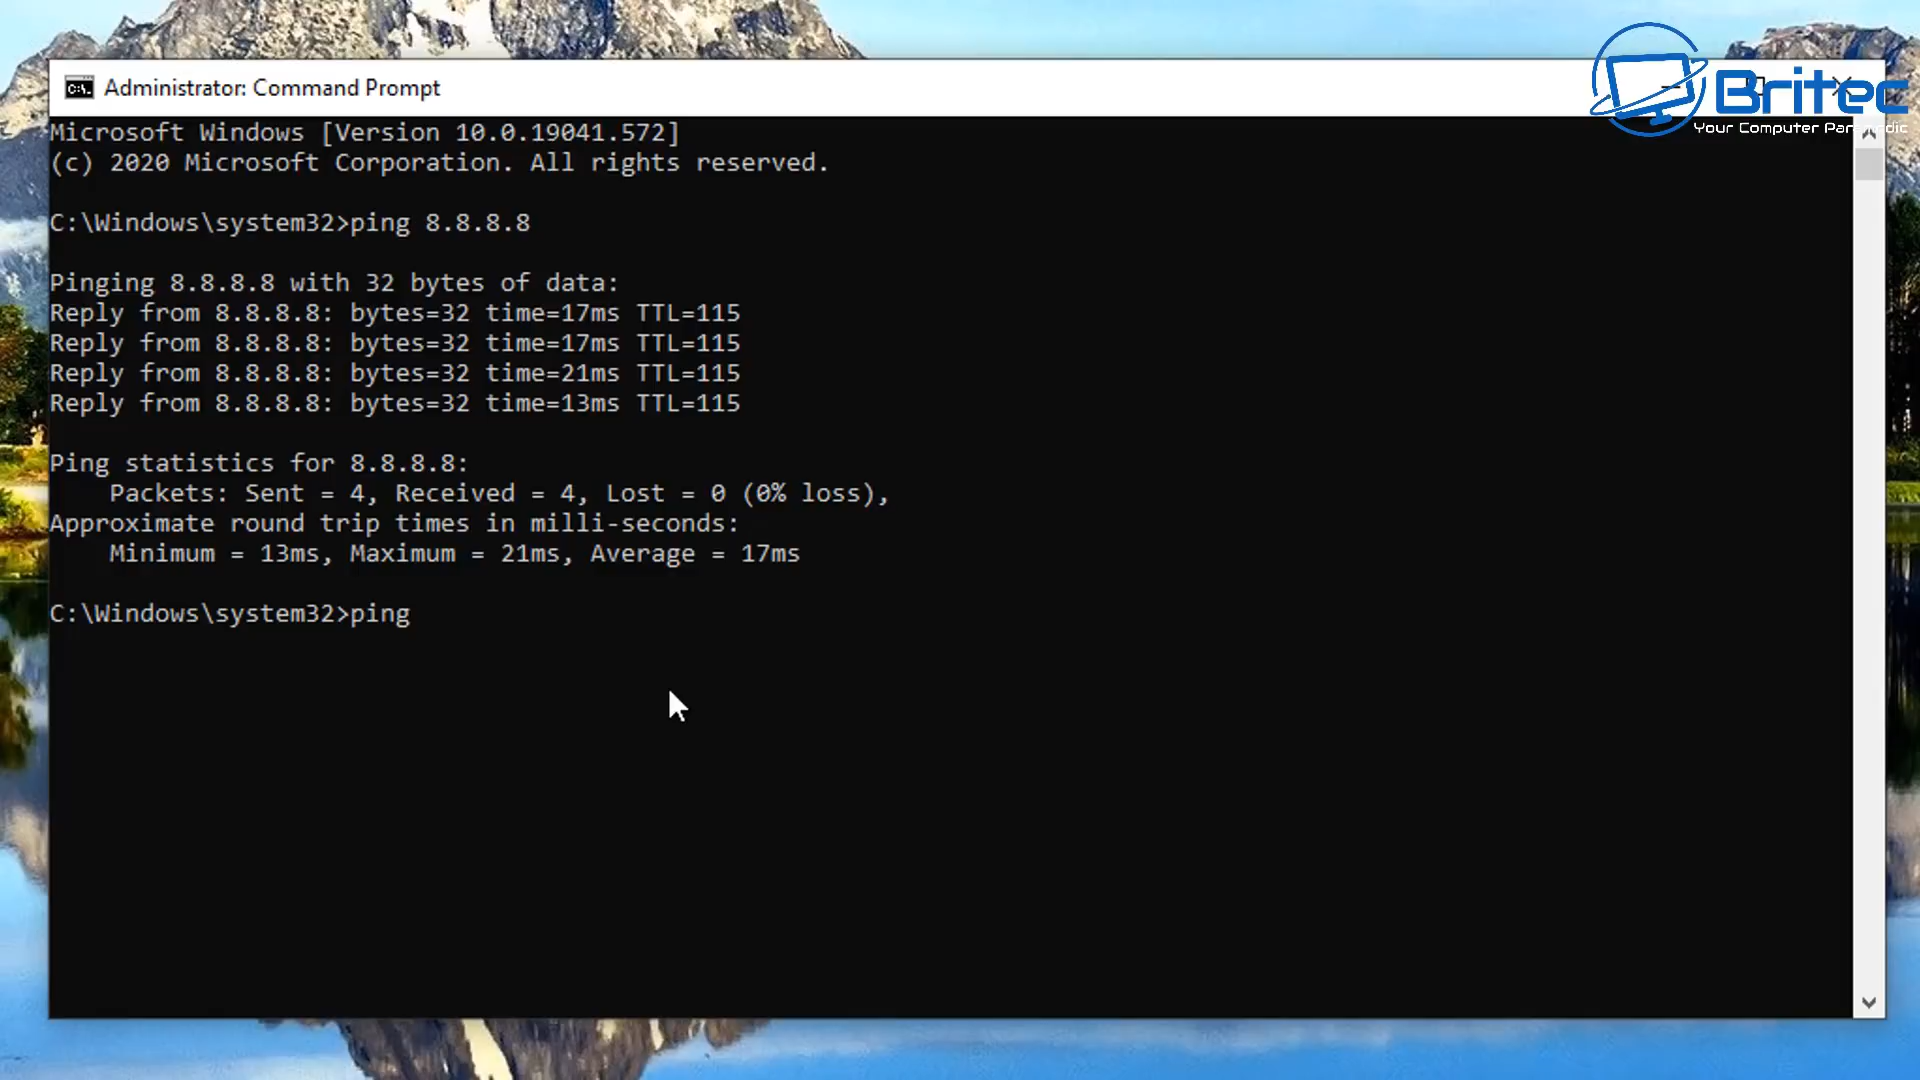 Administrator: Command Prompt
Britec
Your Computer Paramedic
Microsoft Windows [Version 10.0.19041.572]
(c) 2020 Microsoft Corporation. All rights reserved.
C:\Windows\system32>ping 8.8.8.8
Pinging 8.8.8.8 with 32 bytes of data:
Reply from 8.8.8.8: bytes=32 time=17ms TTL=115
Reply from 8.8.8.8: bytes=32 time=17ms TTL=115
Reply from 8.8.8.8: bytes=32 time=21ms TTL=115
Reply from 8.8.8.8: bytes=32 time=13ms TTL=115
Ping statistics for 8.8.8.8:
Packets: Sent = 4, Received = 4, Lost = 0 (0% loss),
Approximate round trip times in milli-seconds:
Minimum = 13ms, Maximum = 21ms, Average = 17ms
C:\Windows\system32>ping